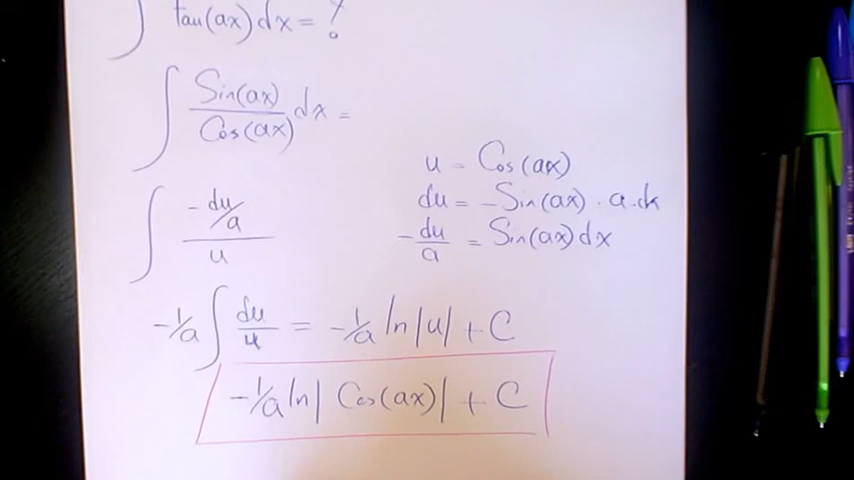 ∫ tan(ax) dx = ?
∫ Sin(ax)/Cos(ax) dx =
u = Cos(ax)
du = -Sin(ax) · a·dx
-du/a = Sin(ax) dx
∫ (-du/a)/u
-1/a ∫ du/u = -1/a ln|u| + C
-1/a ln|Cos(ax)| + C